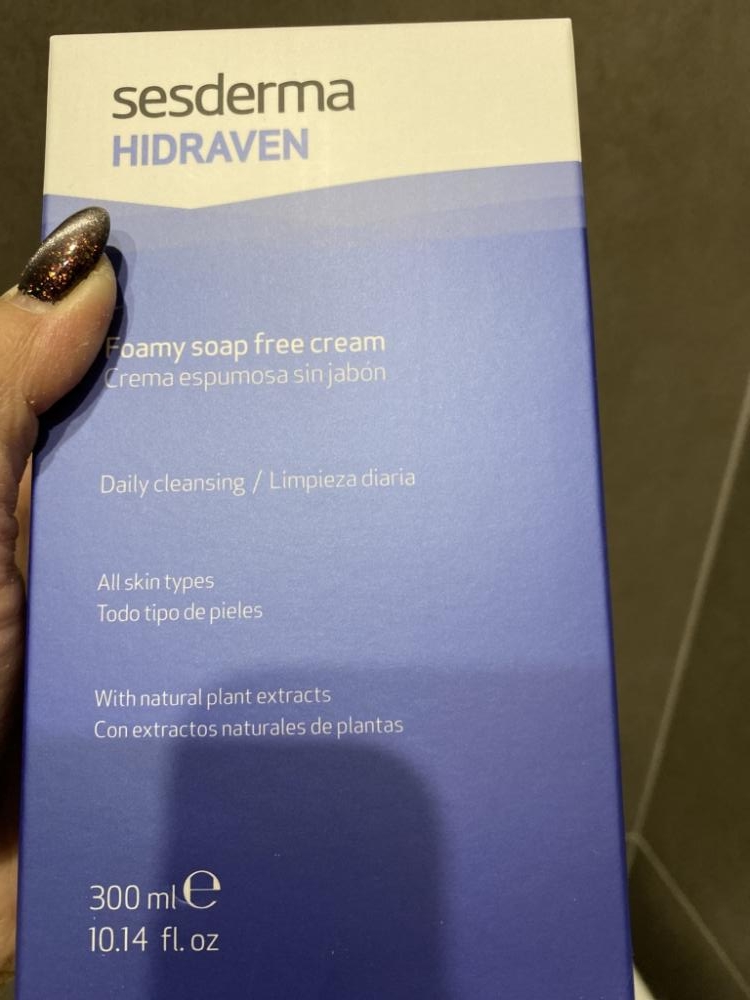 sesderma
HIDRAVEN
Foamy soap free cream
Crema espumosa sin jabón
Daily cleansing / Limpieza diaria
All skin types
Todo tipo de pieles
With natural plant extracts
Con extractos naturales de plantas
300 ml ℮
10.14 fl. oz